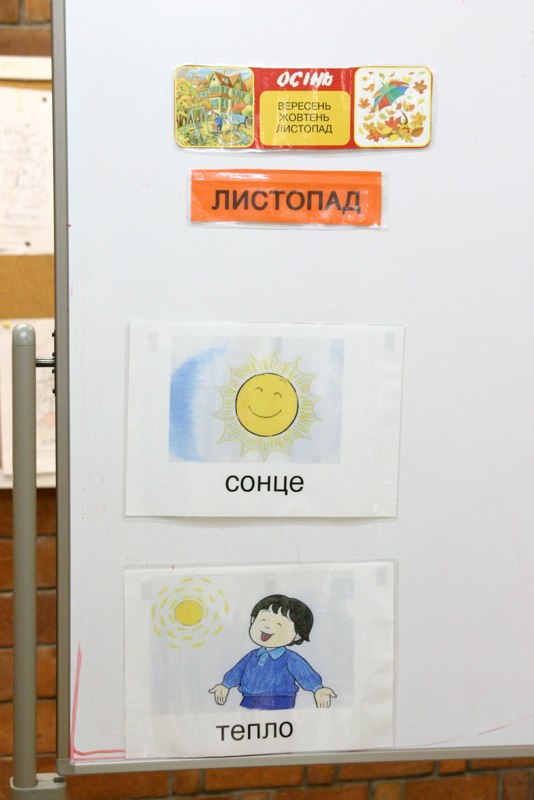 ОСІНЬ
ВЕРЕСЕНЬ
ЖОВТЕНЬ
ЛИСТОПАД
ЛИСТОПАД
сонце
тепло